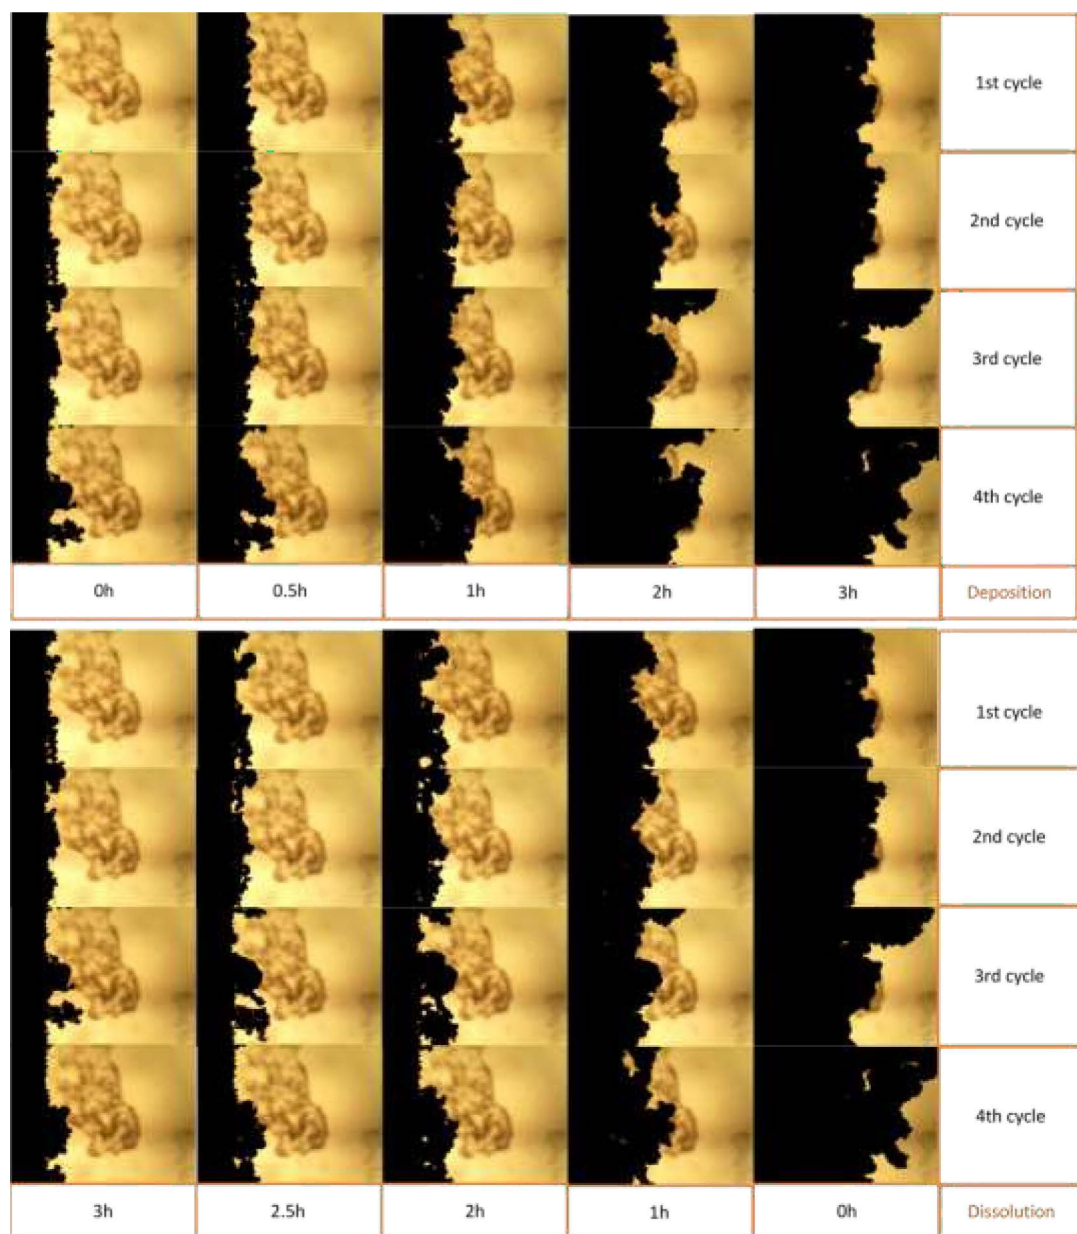 1st cycle
2nd cycle
3rd cycle
4th cycle
0h 0.5h 1h 2h 3h Deposition
1st cycle
2nd cycle
3rd cycle
4th cycle
3h 2.5h 2h 1h 0h Dissolution